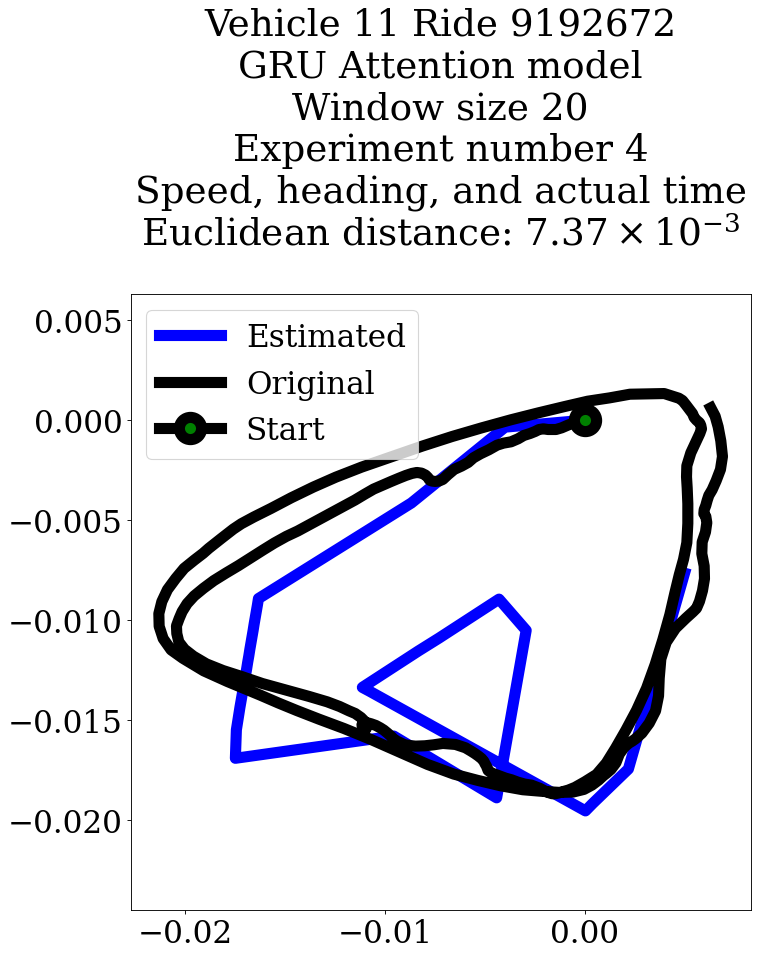 Vehicle 11 Ride 9192672
GRU Attention model
Window size 20
Experiment number 4
Speed, heading, and actual time
Euclidean distance: 7.37 × 10⁻³
Estimated
Original
Start
0.005
0.000
−0.005
−0.010
−0.015
−0.020
−0.02
−0.01
0.00